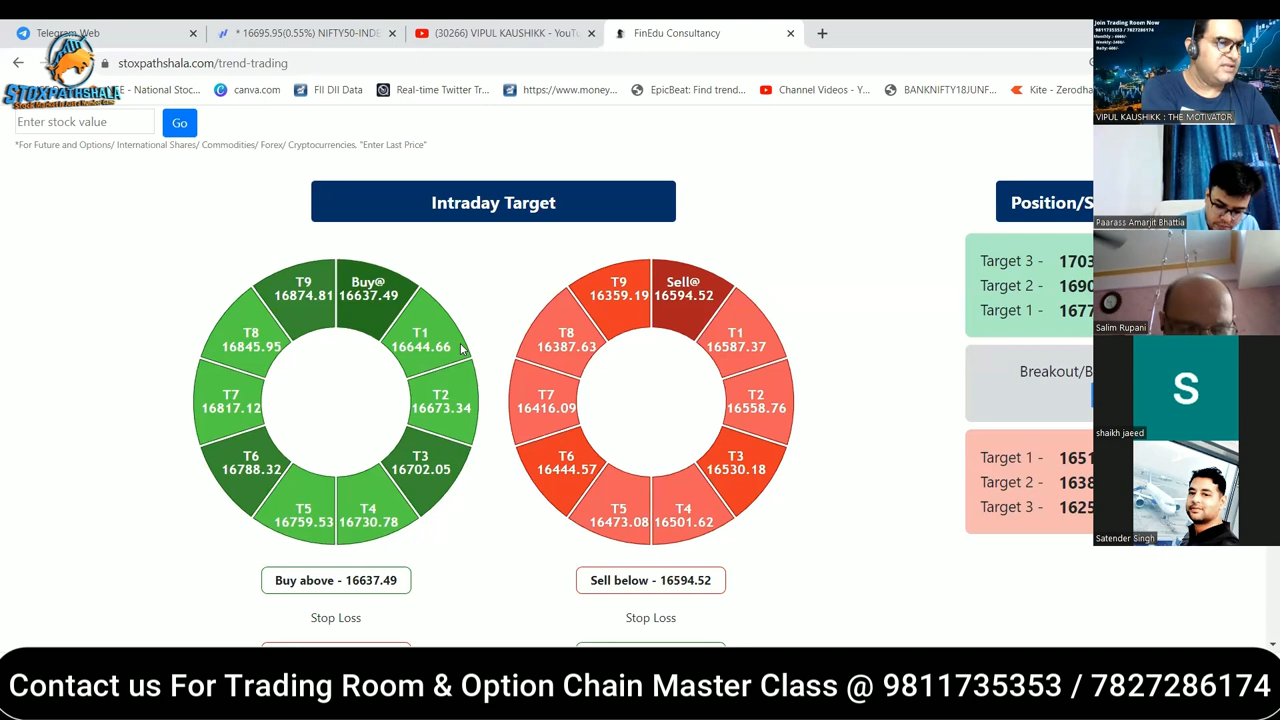 Telegram Web
* 16695.95(0.55%) NIFTY50-INDE
(30266) VIPUL KAUSHIKK - YouTu
FinEdu Consultancy
stoxpathshala.com/trend-trading
STOXPATHSHALA
E - National Stoc...
canva.com
FII DII Data
Real-time Twitter Tr...
https://www.money...
EpicBeat: Find trend...
Channel Videos - Y...
BANKNIFTY18JUNF...
Kite - Zerodha
Enter stock value
Go
*For Future and Options/ International Shares/ Commodities/ Forex/ Cryptocurrencies, "Enter Last Price"
Intraday Target
Buy@
16637.49
T1
16644.66
T2
16673.34
T3
16702.05
T4
16730.78
T5
16759.53
T6
16788.32
T7
16817.12
T8
16845.95
T9
16874.81
Buy above - 16637.49
Stop Loss
Sell@
16594.52
T1
16587.37
T2
16558.76
T3
16530.18
T4
16501.62
T5
16473.08
T6
16444.57
T7
16416.09
T8
16387.63
T9
16359.19
Sell below - 16594.52
Stop Loss
Position/S
Target 3 - 1703
Target 2 - 1690
Target 1 - 1677
Breakout/B
Target 1 - 1651
Target 2 - 1638
Target 3 - 1625
Join Trading Room Now
9811735353 / 7827286174
VIPUL KAUSHIKK : THE MOTIVATOR
Paarass Amarjit Bhattia
Salim Rupani
S
shaikh jaeed
Satender Singh
Contact us For Trading Room & Option Chain Master Class @ 9811735353 / 7827286174